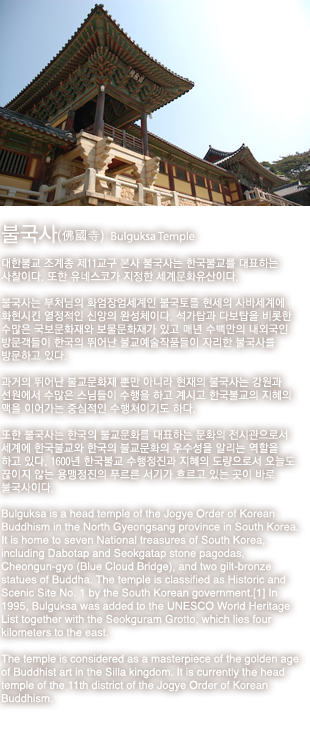 불국사(佛國寺) Bulguksa Temple
대한불교 조계종 제11교구 본사 불국사는 한국불교를 대표하는
사찰이다. 또한 유네스코가 지정한 세계문화유산이다.
불국사는 부처님의 화엄장엄세계인 불국토를 현세의 사바세계에
화현시킨 열정적인 신앙의 완성체이다. 석가탑과 다보탑을 비롯한
수많은 국보문화재와 보물문화재가 있고 매년 수백만의 내외국인
방문객들이 한국의 뛰어난 불교예술작품들이 자리한 불국사를
방문하고 있다.
과거의 뛰어난 불교문화재 뿐만 아니라 현재의 불국사는 강원과
선원에서 수많은 스님들이 수행을 하고 계시고 한국불교의 지혜의
맥을 이어가는 중심적인 수행처이기도 하다.
또한 불국사는 한국의 불교문화를 대표하는 문화의 전시관으로서
세계에 한국불교와 한국의 불교문화의 우수성을 알리는 역할을
하고 있다. 1600년 한국불교 수행정진과 지혜의 도량으로서 오늘도
끊이지 않는 용맹정진의 푸르른 서기가 흐르고 있는 곳이 바로
불국사이다.
Bulguksa is a head temple of the Jogye Order of Korean
Buddhism in the North Gyeongsang province in South Korea.
It is home to seven National treasures of South Korea,
including Dabotap and Seokgatap stone pagodas,
Cheongun-gyo (Blue Cloud Bridge), and two gilt-bronze
statues of Buddha. The temple is classified as Historic and
Scenic Site No. 1 by the South Korean government.[1] In
1995, Bulguksa was added to the UNESCO World Heritage
List together with the Seokguram Grotto, which lies four
kilometers to the east.
The temple is considered as a masterpiece of the golden age
of Buddhist art in the Silla kingdom. It is currently the head
temple of the 11th district of the Jogye Order of Korean
Buddhism.